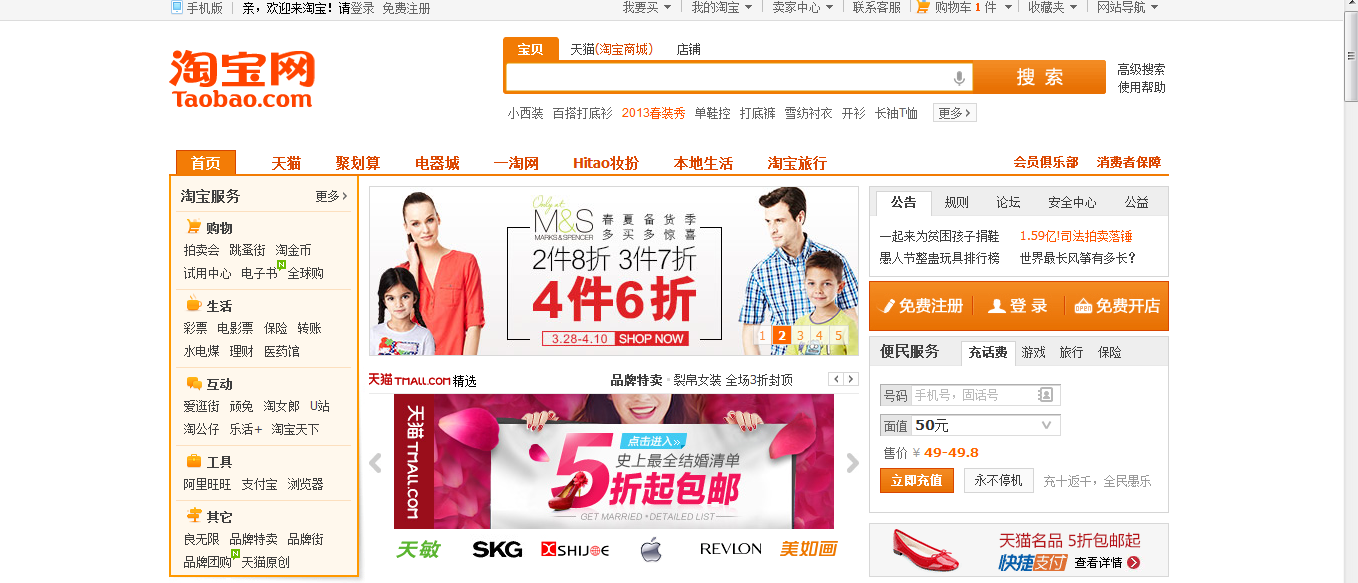 手机版 亲，欢迎来淘宝！请登录 免费注册 我要买 我的淘宝 卖家中心 联系客服 购物车 1 件 收藏夹 网站导航
淘宝网
Taobao.com
宝贝 天猫(淘宝商城) 店铺
搜 索
高级搜索
使用帮助
小西装 百搭打底衫 2013春装秀 单鞋控 打底裤 雪纺衬衣 开衫 长袖T恤 更多
首页 天猫 聚划算 电器城 一淘网 Hitao妆扮 本地生活 淘宝旅行 会员俱乐部 消费者保障
淘宝服务 更多
购物
拍卖会 跳蚤街 淘金币
试用中心 电子书 N 全球购
生活
彩票 电影票 保险 转账
水电煤 理财 医药馆
互动
爱逛街 顽兔 淘女郎 U站
淘公仔 乐活+ 淘宝天下
工具
阿里旺旺 支付宝 浏览器
其它
良无限 品牌特卖 品牌街
品牌团购 N 天猫原创
Only at
M&S
MARKS&SPENCER
春夏备货季
多买多惊喜
2件8折 3件7折
4件6折
3.28-4.10 SHOP NOW
1 2 3 4 5
天猫 TMALL.COM 精选 品牌特卖 · 裂帛女装 全场3折封顶
天猫 TMALL.COM
点击进入»
史上最全结婚清单
5折起包邮
GET MARRIED • DETAILED LIST
天敏 SKG XSHIJOE REVLON 美如画
公告 规则 论坛 安全中心 公益
一起来为贫困孩子捐鞋 1.59亿!司法拍卖落锤
愚人节整蛊玩具排行榜 世界最长风筝有多长?
免费注册 登 录 OPEN 免费开店
便民服务 充话费 游戏 旅行 保险
号码 手机号，固话号
面值 50元
售价 ¥ 49-49.8
立即充值 永不停机 充十返千，全民愚乐
天猫名品 5折包邮起
快捷支付 查看详情